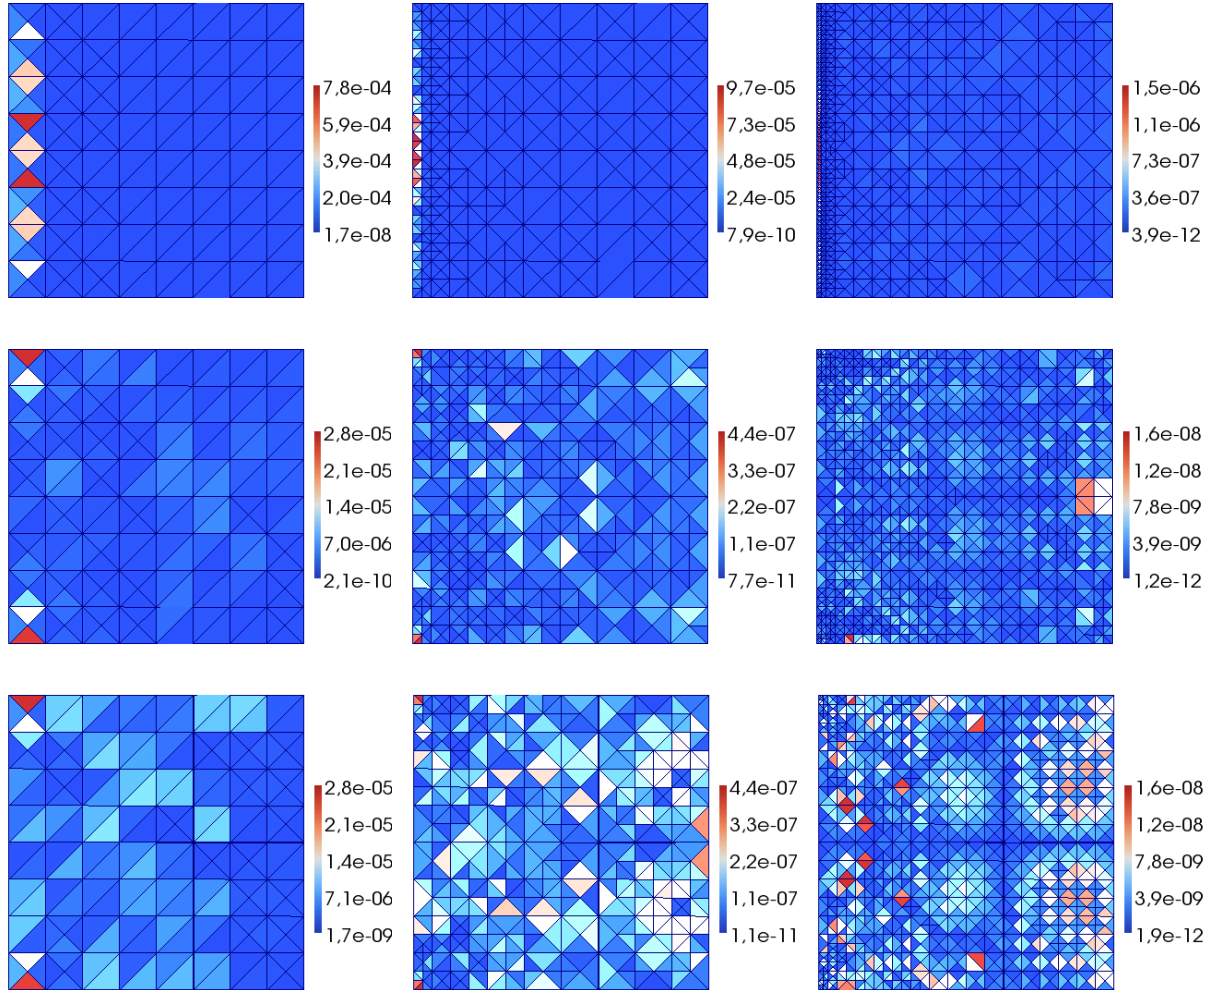 7,8e-04
5,9e-04
3,9e-04
2,0e-04
1,7e-08
9,7e-05
7,3e-05
4,8e-05
2,4e-05
7,9e-10
1,5e-06
1,1e-06
7,3e-07
3,6e-07
3,9e-12
2,8e-05
2,1e-05
1,4e-05
7,0e-06
2,1e-10
4,4e-07
3,3e-07
2,2e-07
1,1e-07
7,7e-11
1,6e-08
1,2e-08
7,8e-09
3,9e-09
1,2e-12
2,8e-05
2,1e-05
1,4e-05
7,1e-06
1,7e-09
4,4e-07
3,3e-07
2,2e-07
1,1e-07
1,1e-11
1,6e-08
1,2e-08
7,8e-09
3,9e-09
1,9e-12